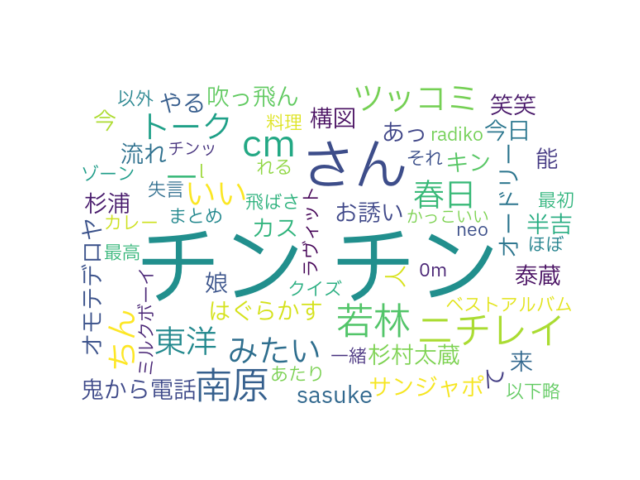 以外
やる
吹っ飛ん
ツッコミ
笑笑
今
トーク
料理
構図
cm
あっ
radiko
今日
流れ
チンッ
さん
それ
キン
能
ゾーン
ー
l
れる
失言
いい
飛ばさ
ラヴィット
春日
オードリー
最初
杉浦
カレー
まとめ
カス
お誘い
かっこいい
neo
半吉
ほぼ
オモテデロヤ
最高
チンチン
娘
クイズ
人
0m
泰蔵
ミルクボーイ
はぐらかす
ベストアルバム
ちん
東洋
みたい
若林
ニチレイ
一緒
杉村太蔵
来
鬼から電話
南原
あたり
sasuke
サンジャポ
て
以下略